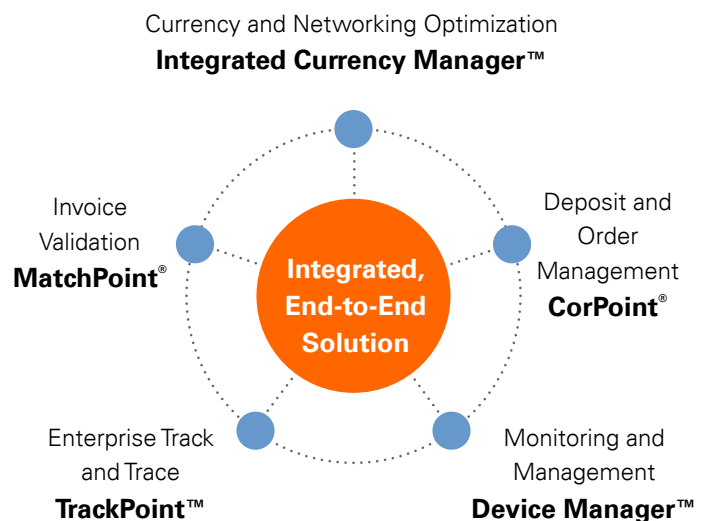 Currency and Networking Optimization
Integrated Currency Manager™
Invoice
Validation
MatchPoint®
Deposit and
Order
Management
CorPoint®
Integrated,
End-to-End
Solution
Enterprise Track
and Trace
TrackPoint™
Monitoring and
Management
Device Manager™